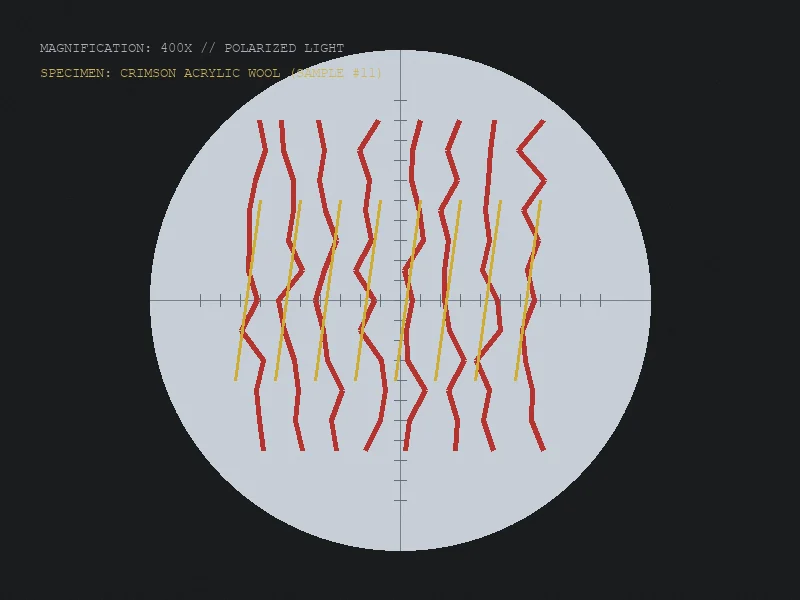 MAGNIFICATION: 400X // POLARIZED LIGHT
SPECIMEN: CRIMSON ACRYLIC WOOL (SAMPLE #11)